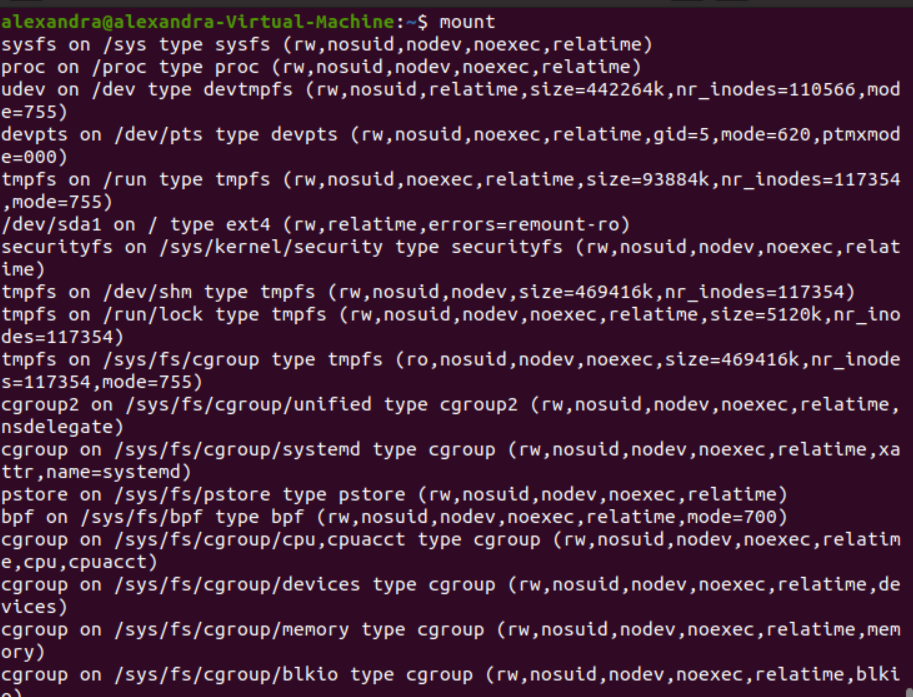 alexandra@alexandra-Virtual-Machine:~$ mount
sysfs on /sys type sysfs (rw,nosuid,nodev,noexec,relatime)
proc on /proc type proc (rw,nosuid,nodev,noexec,relatime)
udev on /dev type devtmpfs (rw,nosuid,relatime,size=442264k,nr_inodes=110566,mod
e=755)
devpts on /dev/pts type devpts (rw,nosuid,noexec,relatime,gid=5,mode=620,ptmxmod
e=000)
tmpfs on /run type tmpfs (rw,nosuid,noexec,relatime,size=93884k,nr_inodes=117354
,mode=755)
/dev/sda1 on / type ext4 (rw,relatime,errors=remount-ro)
securityfs on /sys/kernel/security type securityfs (rw,nosuid,nodev,noexec,relat
ime)
tmpfs on /dev/shm type tmpfs (rw,nosuid,nodev,size=469416k,nr_inodes=117354)
tmpfs on /run/lock type tmpfs (rw,nosuid,nodev,noexec,relatime,size=5120k,nr_ino
des=117354)
tmpfs on /sys/fs/cgroup type tmpfs (ro,nosuid,nodev,noexec,size=469416k,nr_inode
s=117354,mode=755)
cgroup2 on /sys/fs/cgroup/unified type cgroup2 (rw,nosuid,nodev,noexec,relatime,
nsdelegate)
cgroup on /sys/fs/cgroup/systemd type cgroup (rw,nosuid,nodev,noexec,relatime,xa
ttr,name=systemd)
pstore on /sys/fs/pstore type pstore (rw,nosuid,nodev,noexec,relatime)
bpf on /sys/fs/bpf type bpf (rw,nosuid,nodev,noexec,relatime,mode=700)
cgroup on /sys/fs/cgroup/cpu,cpuacct type cgroup (rw,nosuid,nodev,noexec,relatim
e,cpu,cpuacct)
cgroup on /sys/fs/cgroup/devices type cgroup (rw,nosuid,nodev,noexec,relatime,de
vices)
cgroup on /sys/fs/cgroup/memory type cgroup (rw,nosuid,nodev,noexec,relatime,mem
ory)
cgroup on /sys/fs/cgroup/blkio type cgroup (rw,nosuid,nodev,noexec,relatime,blki